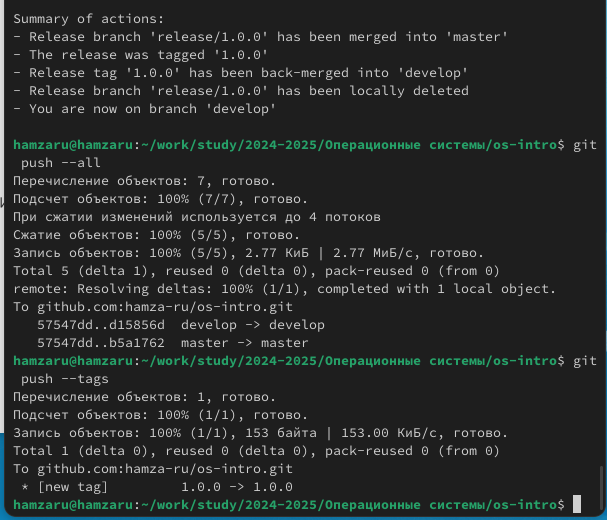 Summary of actions:
- Release branch 'release/1.0.0' has been merged into 'master'
- The release was tagged '1.0.0'
- Release tag '1.0.0' has been back-merged into 'develop'
- Release branch 'release/1.0.0' has been locally deleted
- You are now on branch 'develop'
hamzaru@hamzaru:~/work/study/2024-2025/Операционные системы/os-intro$ git
push --all
Перечисление объектов: 7, готово.
Подсчет объектов: 100% (7/7), готово.
При сжатии изменений используется до 4 потоков
Сжатие объектов: 100% (5/5), готово.
Запись объектов: 100% (5/5), 2.77 КиБ | 2.77 МиБ/с, готово.
Total 5 (delta 1), reused 0 (delta 0), pack-reused 0 (from 0)
remote: Resolving deltas: 100% (1/1), completed with 1 local object.
To github.com:hamza-ru/os-intro.git
57547dd..d15856d  develop -> develop
57547dd..b5a1762  master -> master
hamzaru@hamzaru:~/work/study/2024-2025/Операционные системы/os-intro$ git
push --tags
Перечисление объектов: 1, готово.
Подсчет объектов: 100% (1/1), готово.
Запись объектов: 100% (1/1), 153 байта | 153.00 КиБ/с, готово.
Total 1 (delta 0), reused 0 (delta 0), pack-reused 0 (from 0)
To github.com:hamza-ru/os-intro.git
* [new tag]         1.0.0 -> 1.0.0
hamzaru@hamzaru:~/work/study/2024-2025/Операционные системы/os-intro$